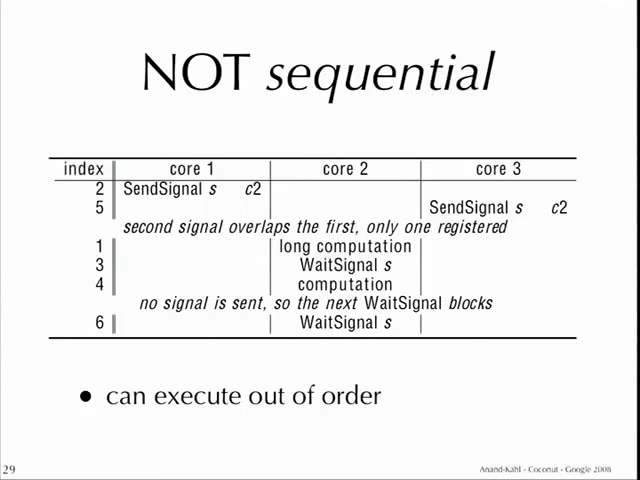 NOT sequential
index core 1 core 2 core 3
2 SendSignal s c2
5 SendSignal s c2
second signal overlaps the first, only one registered
1 long computation
3 WaitSignal s
4 computation
no signal is sent, so the next WaitSignal blocks
6 WaitSignal s
• can execute out of order
29 Anand-Kahl - Coconut - Google 2008